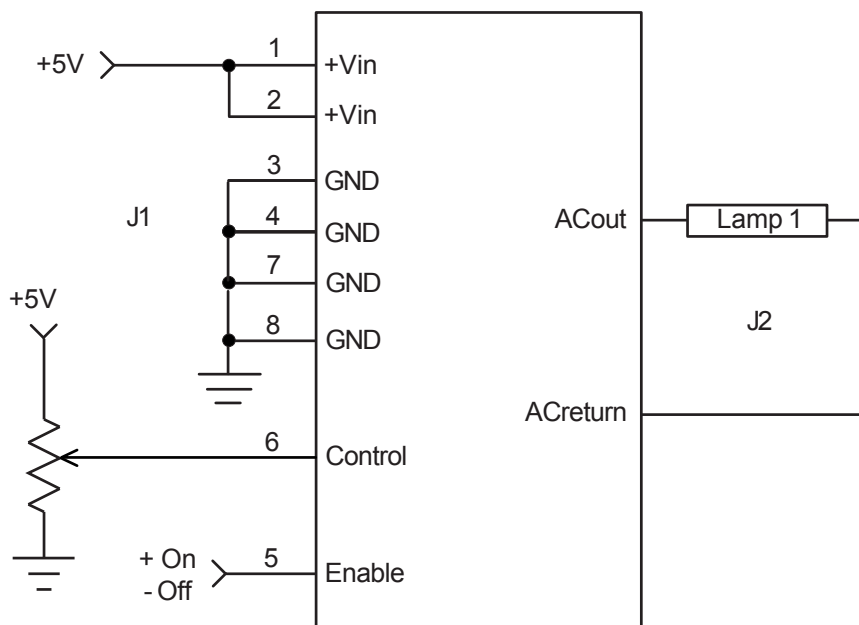 +5V
1
+Vin
2
+Vin
3
GND
J1
4
GND
ACout
Lamp 1
7
GND
+5V
8
GND
J2
ACreturn
6
Control
+ On
- Off
5
Enable